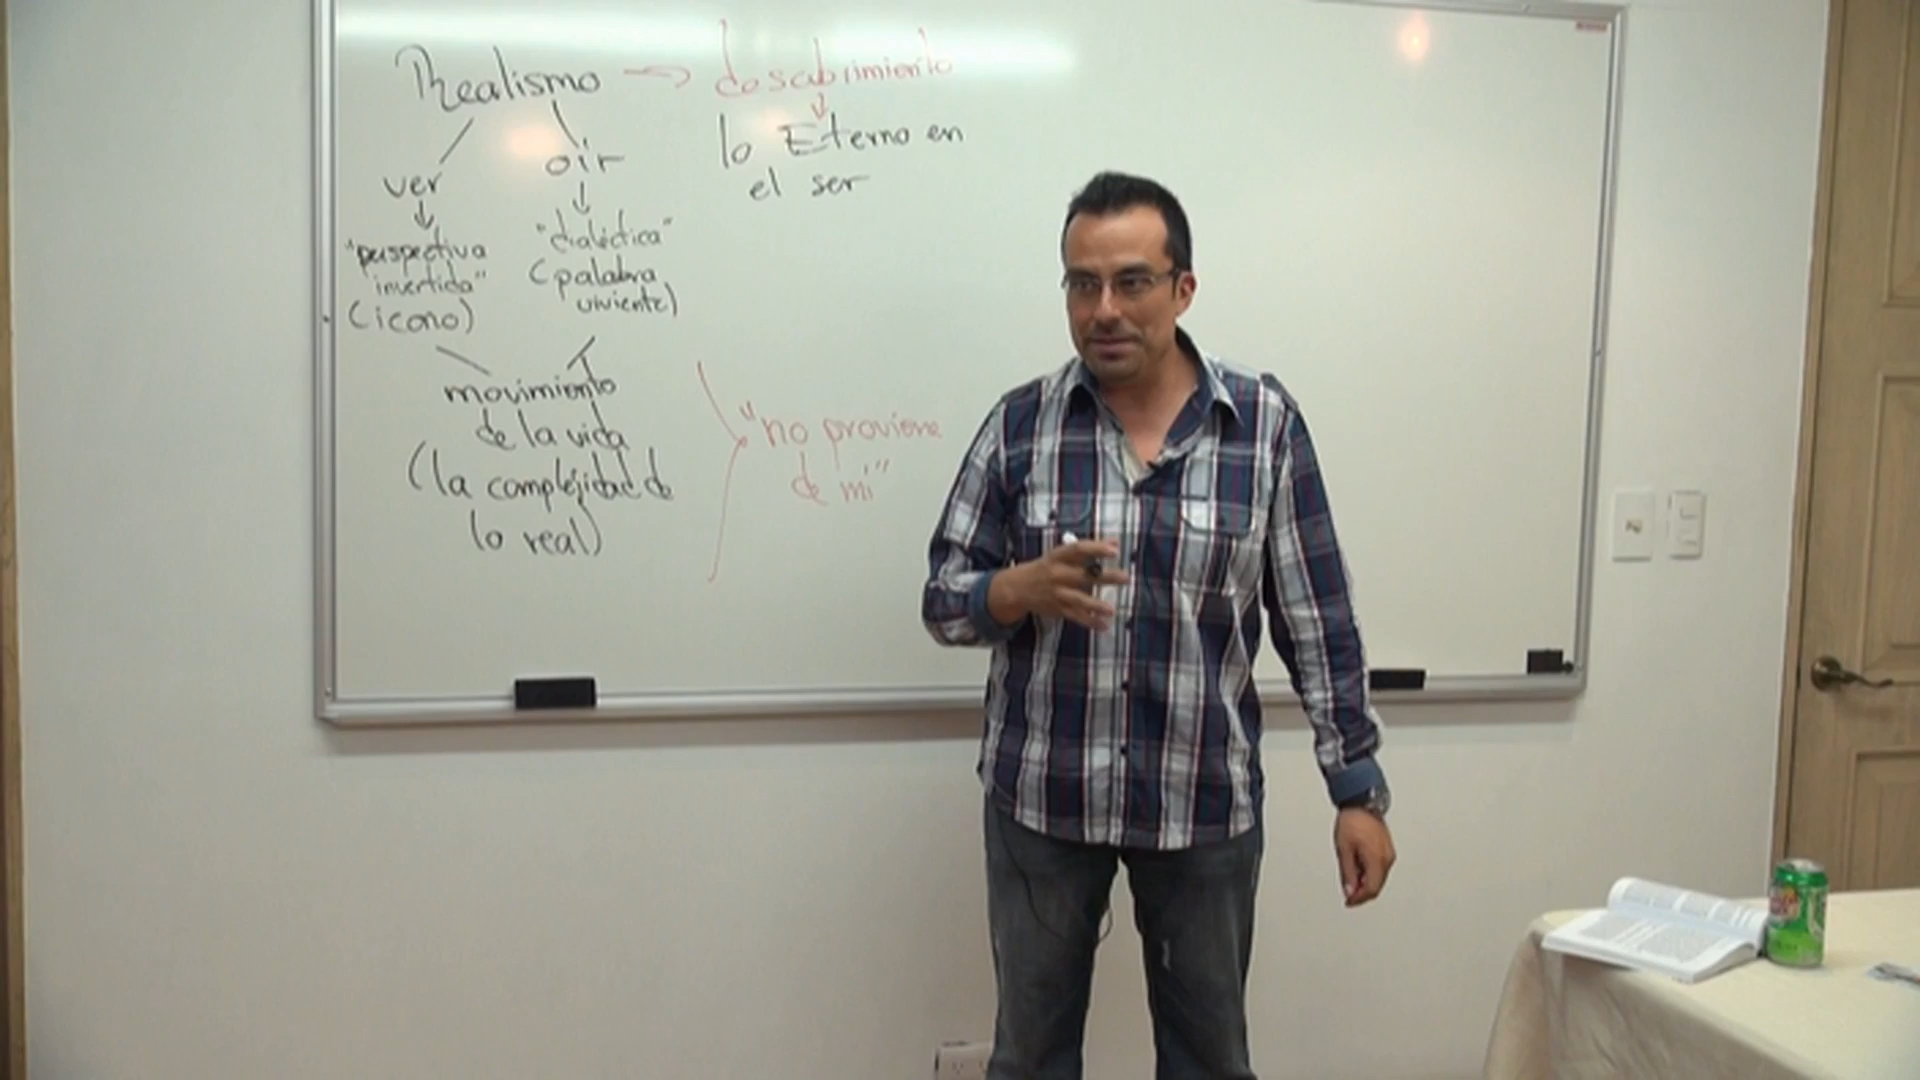 Realismo → descubrimiento
lo Eterno en
el ser
ver
oir
"perspectiva
invertida"
(icono)
"dialéctica"
(palabra
viviente)
movimiento
de la vida
(la complejidad de
lo real)
"no proviene
de mí"